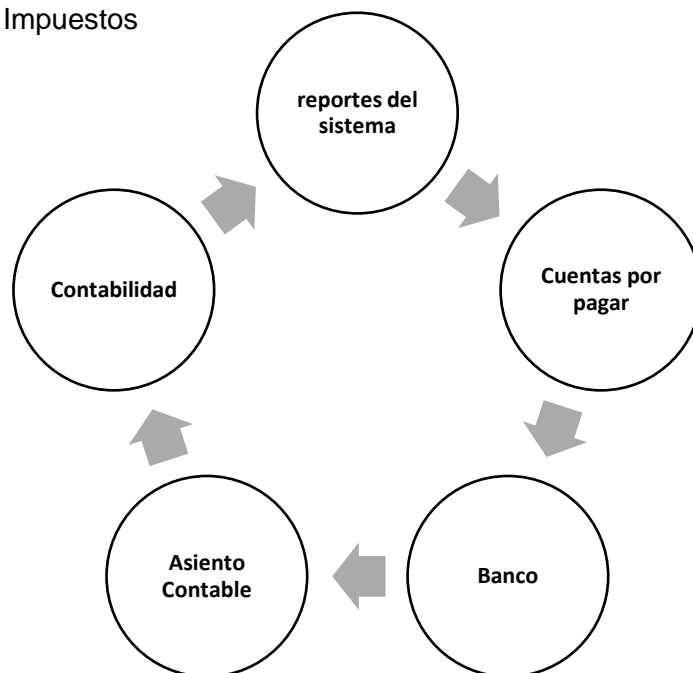 Impuestos
reportes del
sistema
Cuentas por
pagar
Banco
Asiento
Contable
Contabilidad